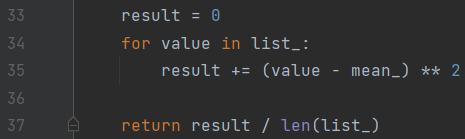 33 result = 0
34 for value in list_:
35 result += (value - mean_) ** 2
36
37 return result / len(list_)